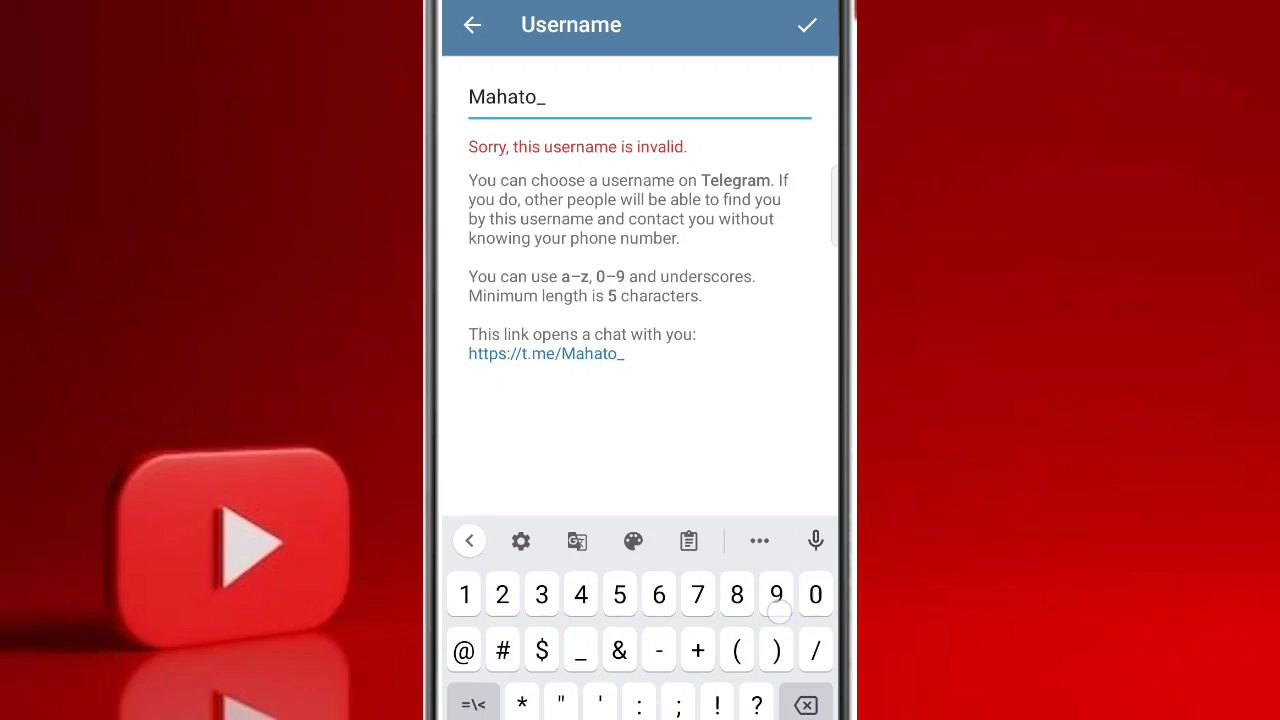 Username
Mahato_
Sorry, this username is invalid.
You can choose a username on Telegram. If
you do, other people will be able to find you
by this username and contact you without
knowing your phone number.
You can use a–z, 0–9 and underscores.
Minimum length is 5 characters.
This link opens a chat with you:
https://t.me/Mahato_
1 2 3 4 5 6 7 8 9 0
@ # $ _ & - + ( ) /
=\< * " ' : ; ! ?